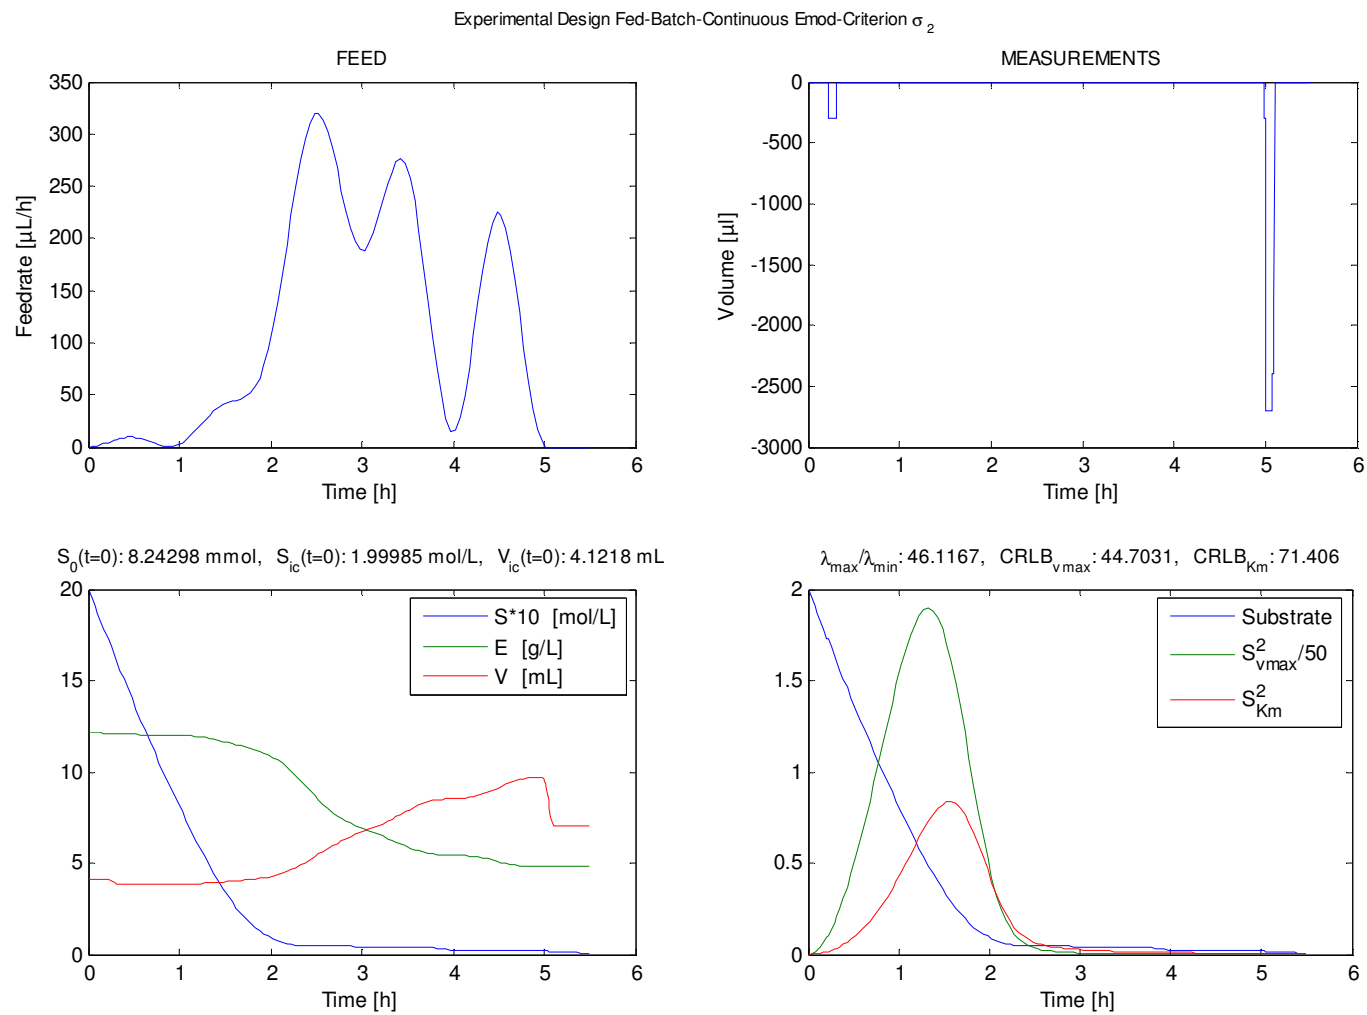 Experimental Design Fed-Batch-Continuous Emod-Criterion σ2
FEED
350
300
250
200
150
100
50
0
Feedrate [µL/h]
0 1 2 3 4 5 6
Time [h]
MEASUREMENTS
0
-500
-1000
-1500
-2000
-2500
-3000
Volume [µl]
0 1 2 3 4 5 6
Time [h]
S0(t=0): 8.24298 mmol, Sic(t=0): 1.99985 mol/L, Vic(t=0): 4.1218 mL
20
15
10
5
0
S*10 [mol/L]
E [g/L]
V [mL]
0 1 2 3 4 5 6
Time [h]
λmax/λmin: 46.1167, CRLBvmax: 44.7031, CRLBKm: 71.406
2
1.5
1
0.5
0
Substrate
S²vmax/50
S²Km
0 1 2 3 4 5 6
Time [h]